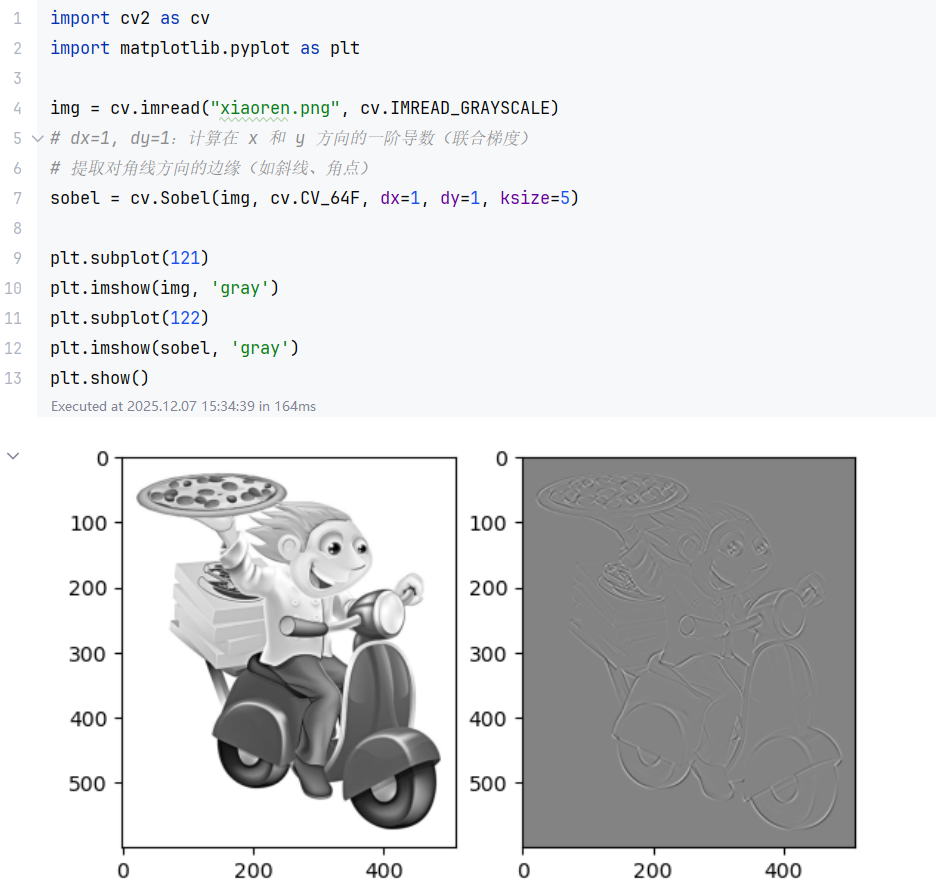 1 import cv2 as cv
2 import matplotlib.pyplot as plt
3
4 img = cv.imread("xiaoren.png", cv.IMREAD_GRAYSCALE)
5 # dx=1, dy=1：计算在 x 和 y 方向的一阶导数（联合梯度）
6 # 提取对角线方向的边缘（如斜线、角点）
7 sobel = cv.Sobel(img, cv.CV_64F, dx=1, dy=1, ksize=5)
8
9 plt.subplot(121)
10 plt.imshow(img, 'gray')
11 plt.subplot(122)
12 plt.imshow(sobel, 'gray')
13 plt.show()
Executed at 2025.12.07 15:34:39 in 164ms
0
100
200
300
400
500
0 200 400
0
100
200
300
400
500
0 200 400